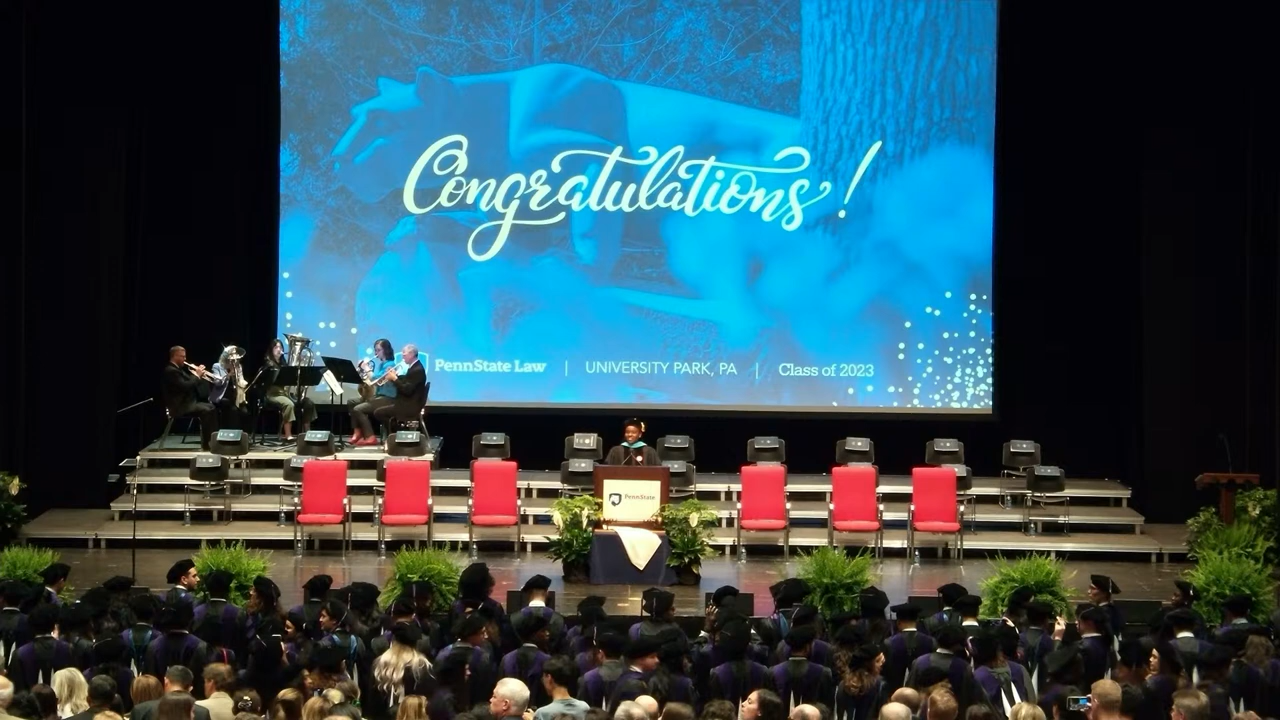 Congratulations!
PennState Law | UNIVERSITY PARK, PA | Class of 2023
PennState